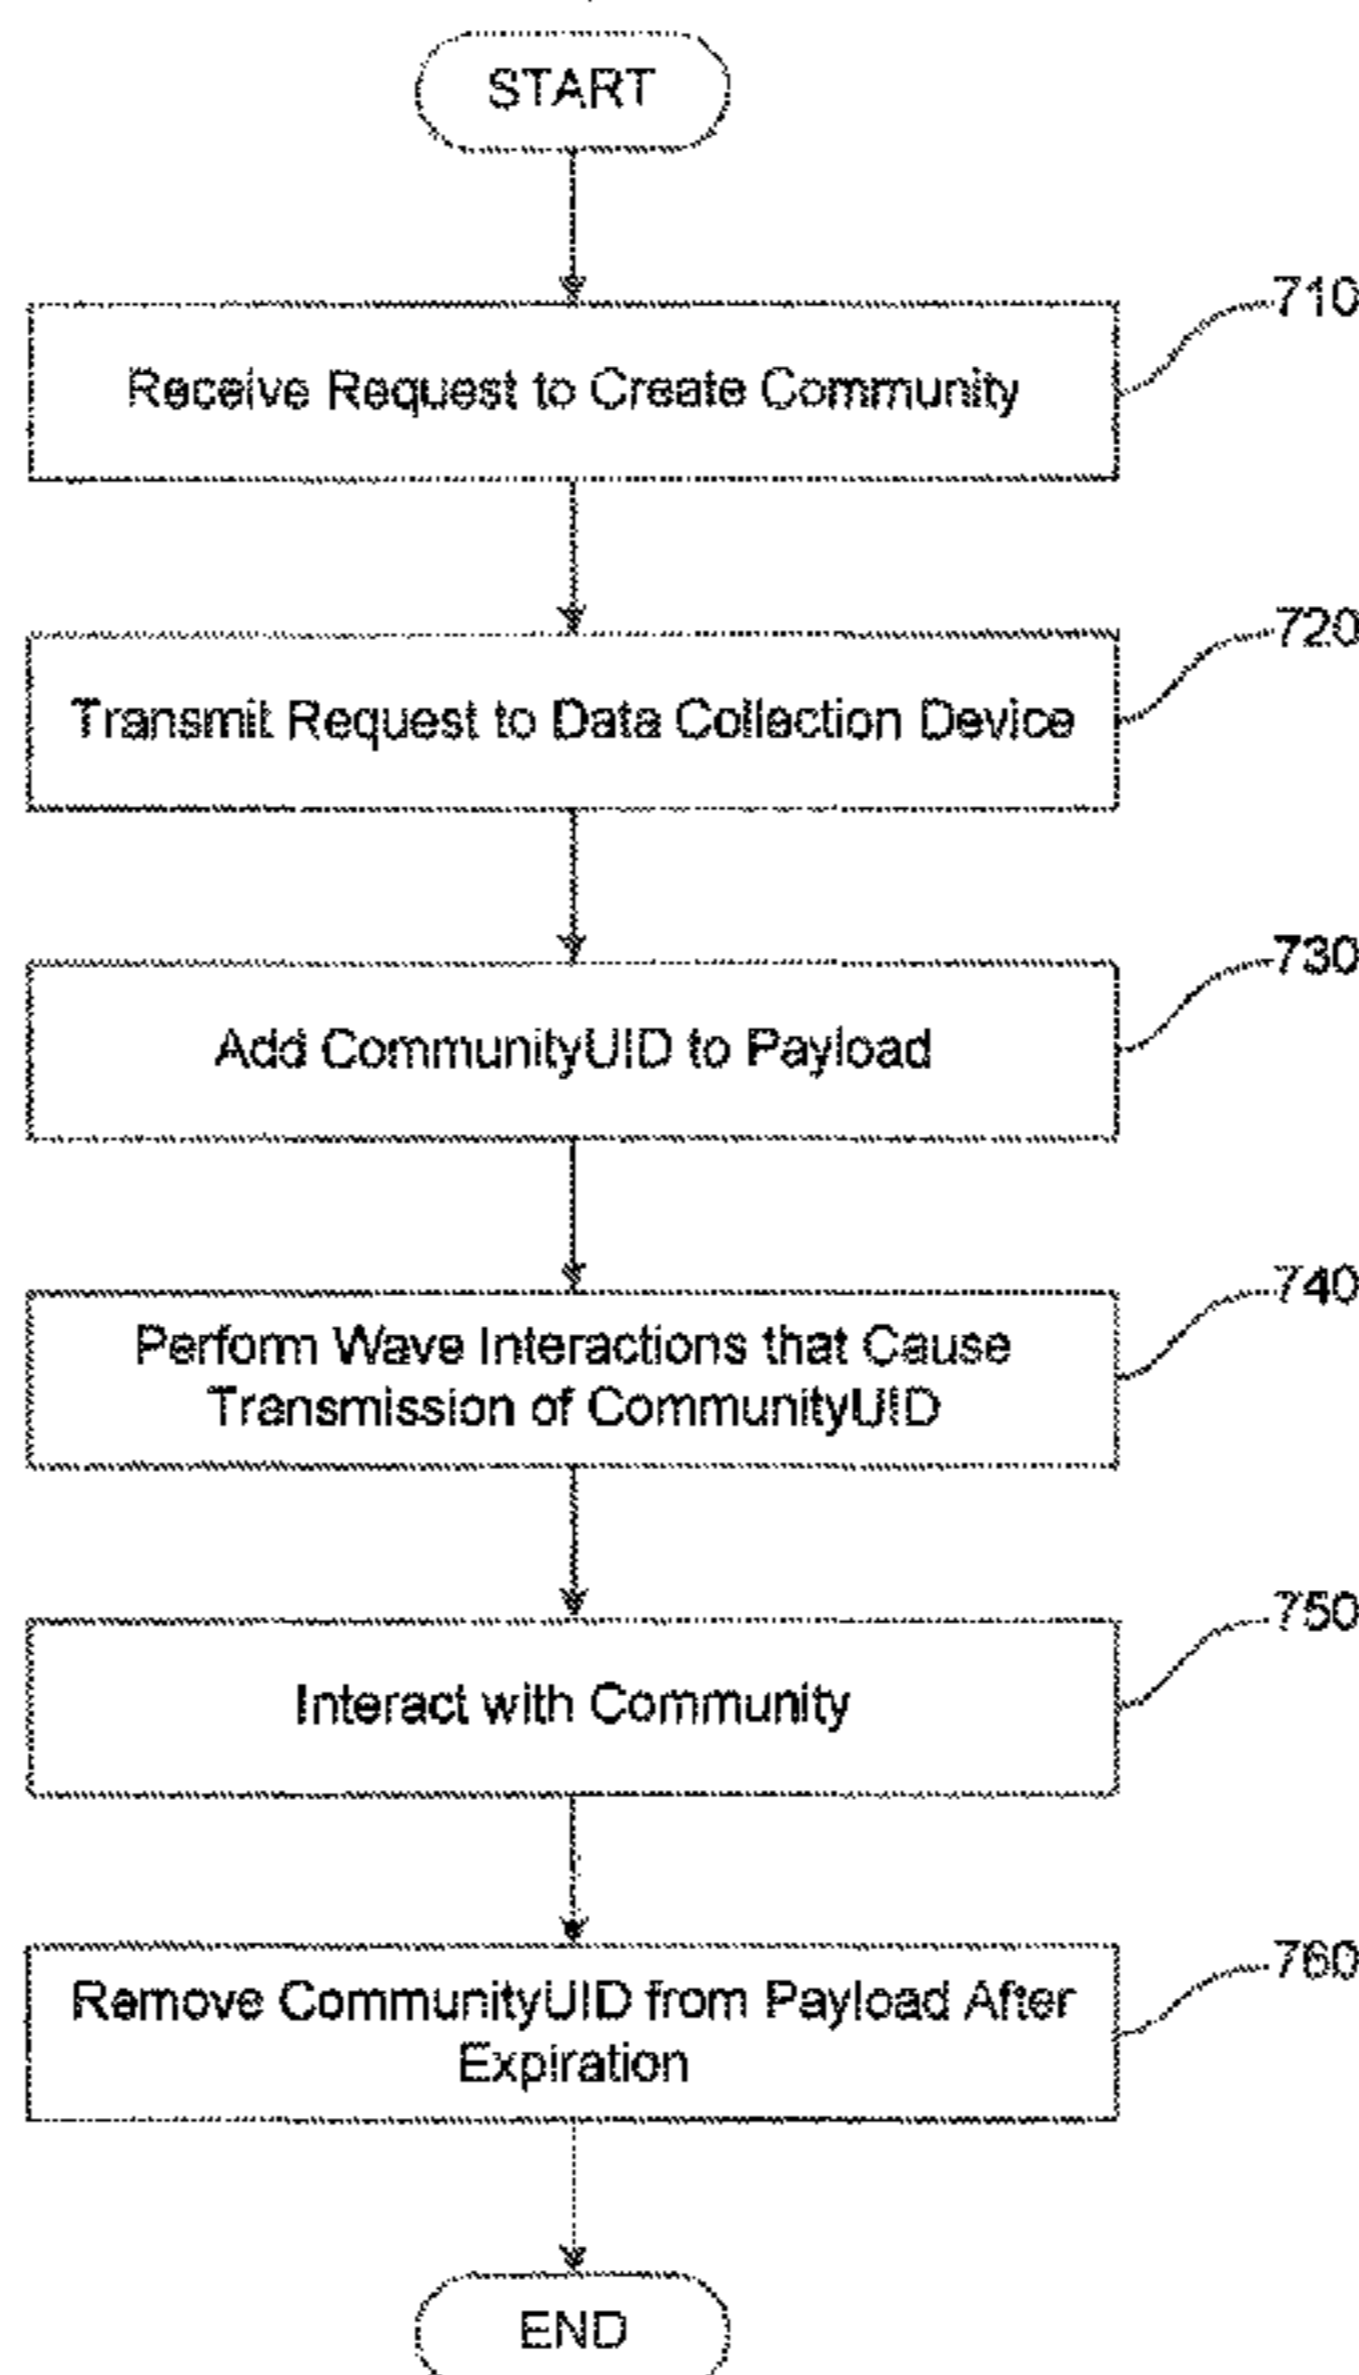 START
710
Receive Request to Create Community
720
Transmit Request to Data Collection Device
730
Add CommunityUID to Payload
740
Perform Wave Interactions that Cause
Transmission of CommunityUID
750
Interact with Community
760
Remove CommunityUID from Payload After
Expiration
END